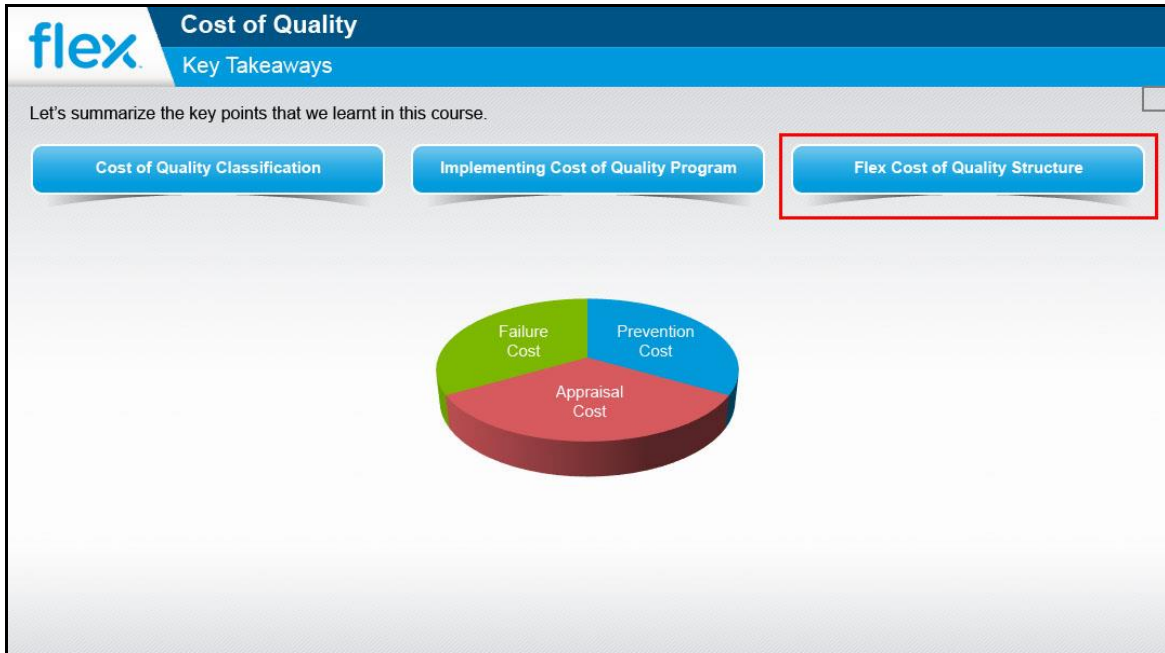 flex.
Cost of Quality
Key Takeaways
Let's summarize the key points that we learnt in this course.
Cost of Quality Classification
Implementing Cost of Quality Program
Flex Cost of Quality Structure
Failure
Cost
Prevention
Cost
Appraisal
Cost